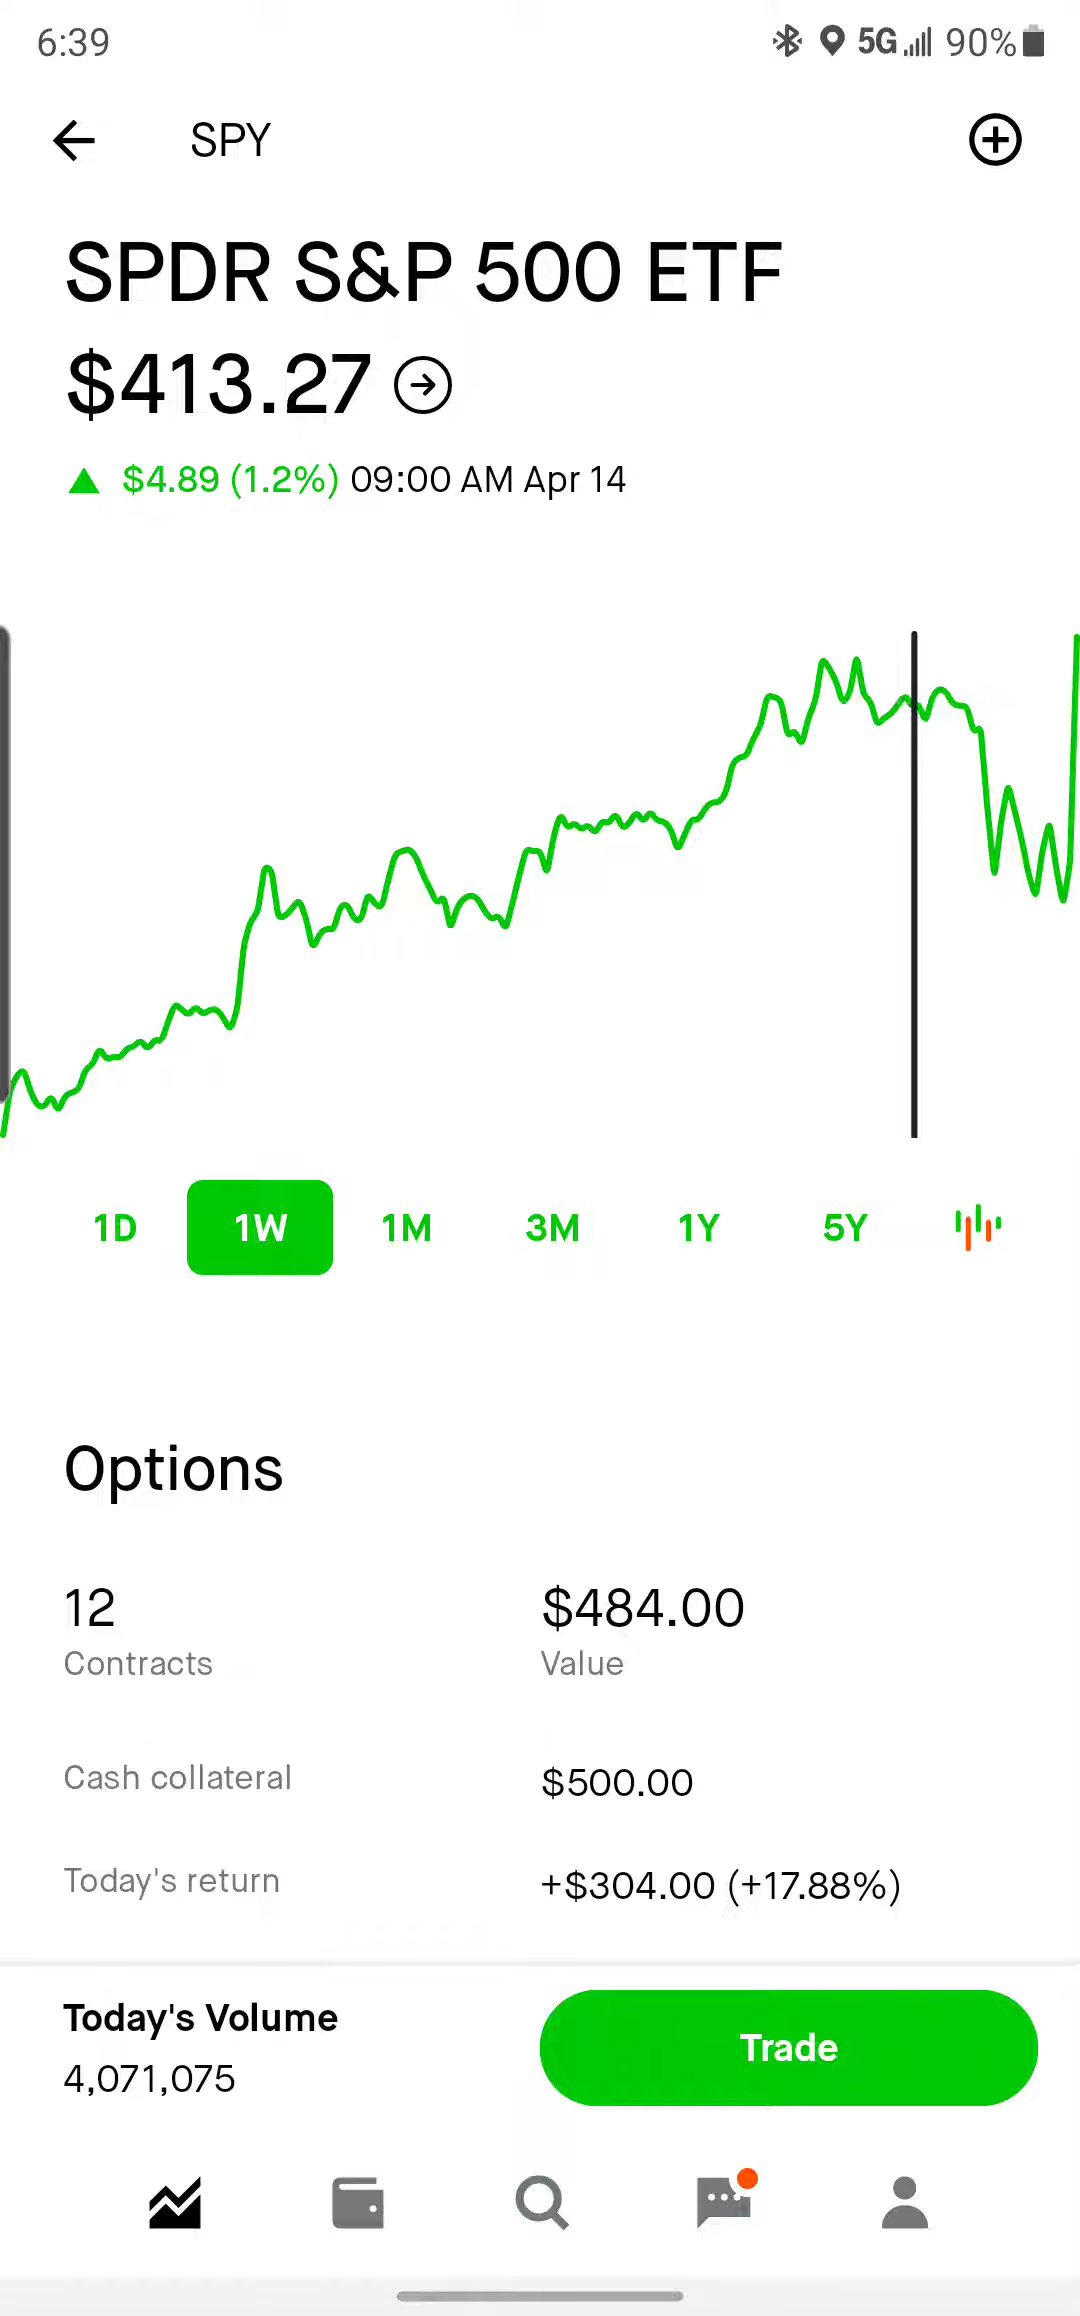 6:39 5G 90%
SPY
SPDR S&P 500 ETF
$413.27
$4.89 (1.2%) 09:00 AM Apr 14
1D 1W 1M 3M 1Y 5Y
Options
12 $484.00
Contracts Value
Cash collateral $500.00
Today's return +$304.00 (+17.88%)
Today's Volume
4,071,075
Trade